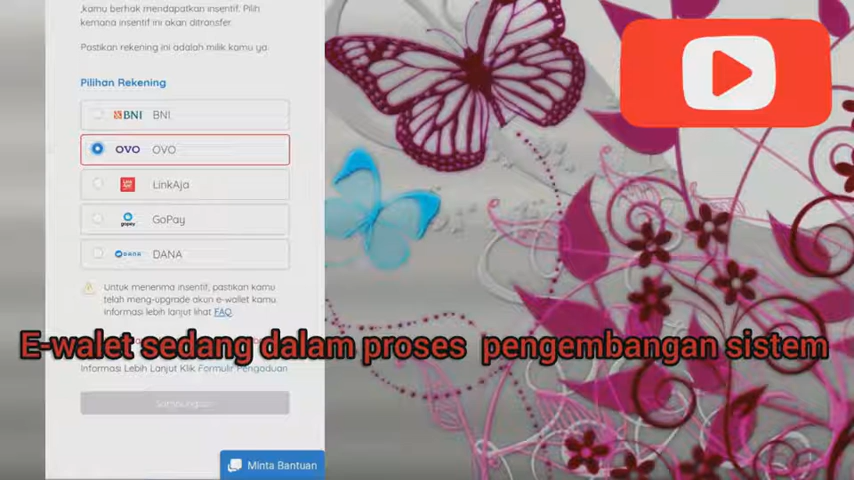 kamu berhak mendapatkan insentif. Pilih
kemana insentif ini akan ditransfer.
Pastikan rekening ini adalah milik kamu ya.
Pilihan Rekening
BNI BNI
OVO OVO
LinkAja
gopay GoPay
DANA DANA
Untuk menerima insentif, pastikan kamu
telah meng-upgrade akun e-wallet kamu.
Informasi lebih lanjut lihat FAQ.
E-walet sedang dalam proses pengembangan sistem
Informasi Lebih Lanjut Klik Formulir Pengaduan
Sambungkan
Minta Bantuan